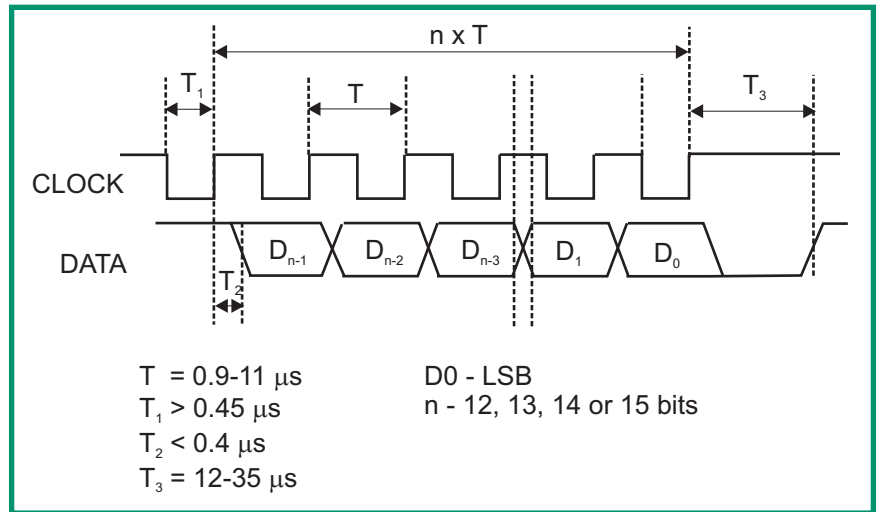 n x T
T₁
T
T₃
CLOCK
DATA
Dₙ₋₁
Dₙ₋₂
Dₙ₋₃
D₁
D₀
T₂
T = 0.9-11 μs
T₁ > 0.45 μs
T₂ < 0.4 μs
T₃ = 12-35 μs
D0 - LSB
n - 12, 13, 14 or 15 bits